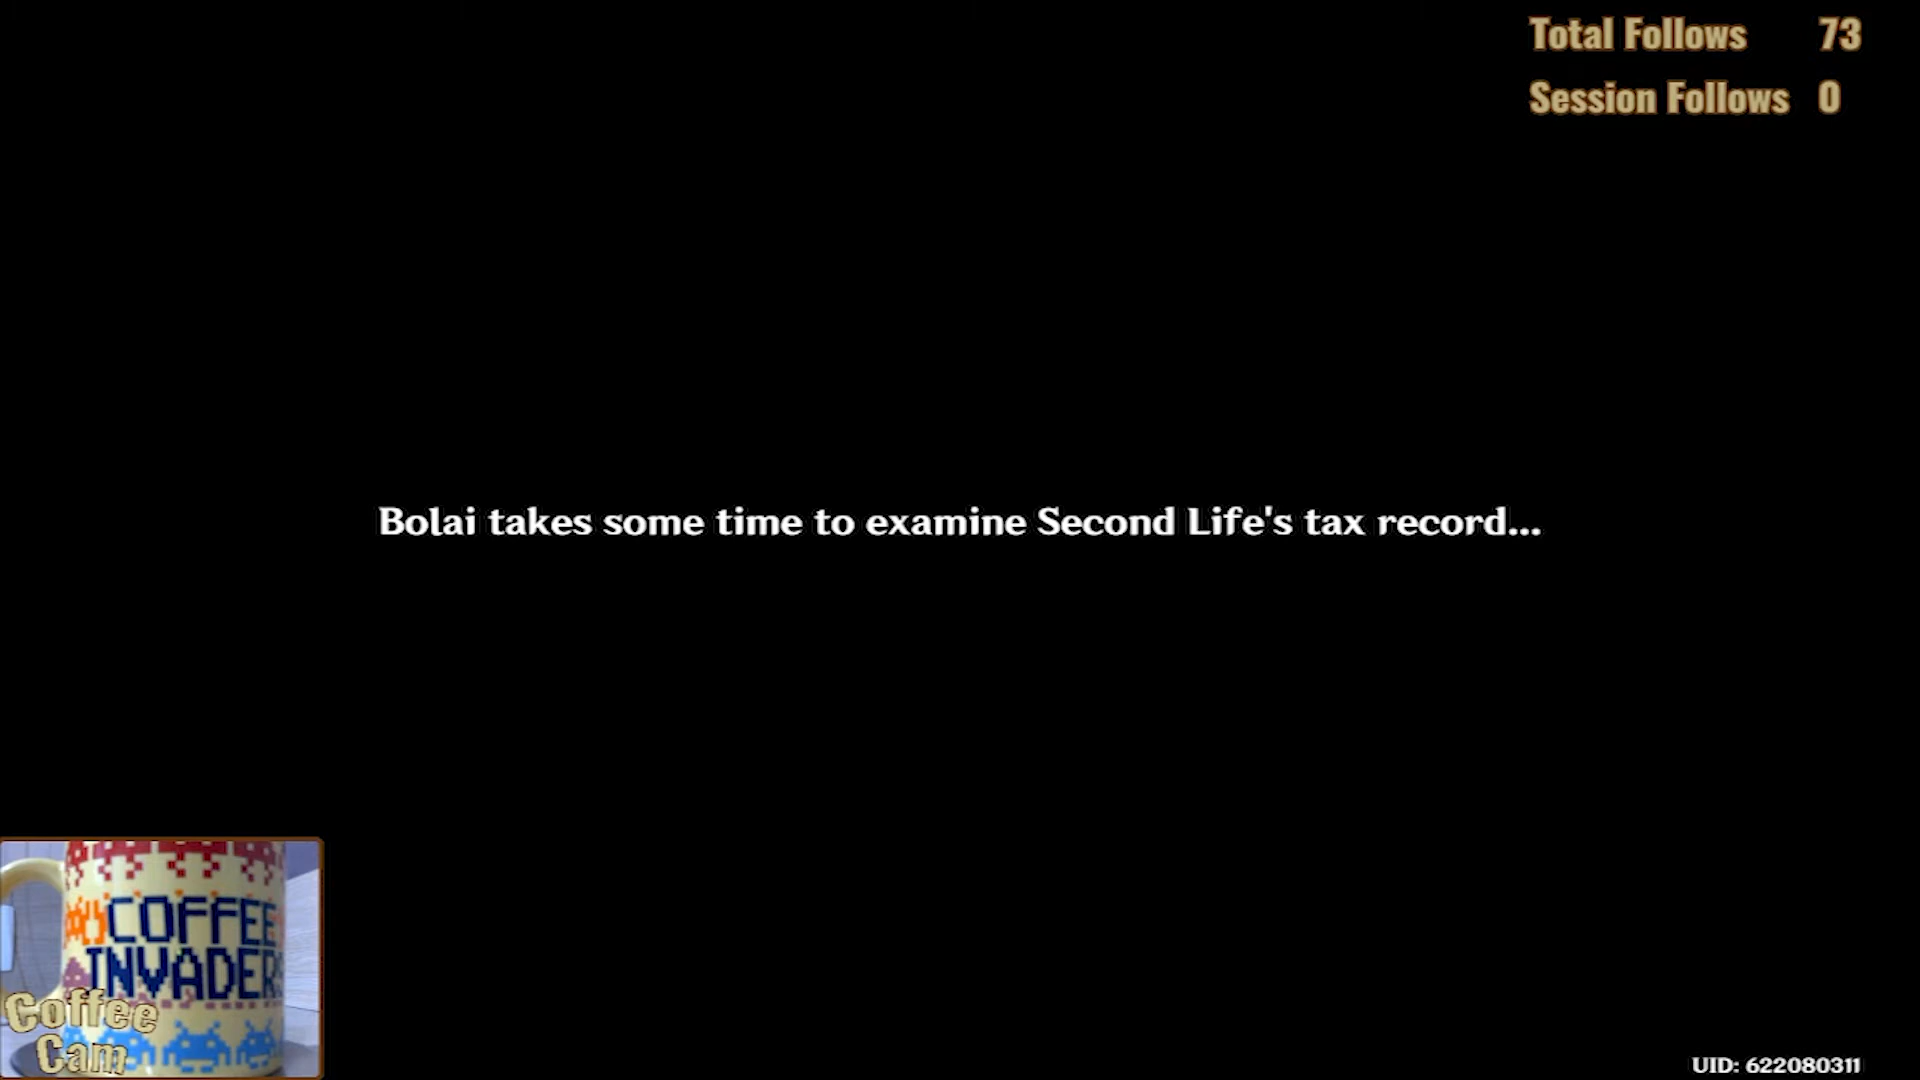 Total Follows 73
Session Follows 0
Bolai takes some time to examine Second Life's tax record...
COFFEE
INVADERS
Coffee
Cam
UID: 622080311